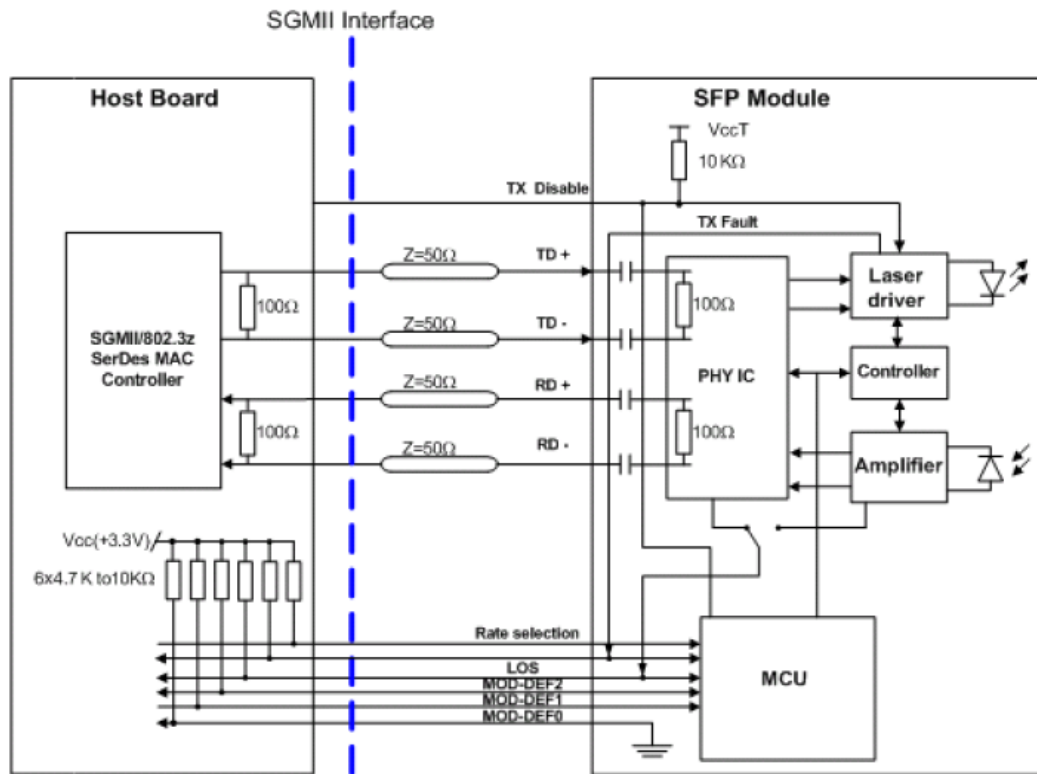 SGMII Interface
Host Board
SFP Module
VccT
10 KΩ
TX Disable
TX Fault
Z=50Ω
TD +
100Ω
Z=50Ω
TD -
SGMII/802.3z
SerDes MAC
Controller
Z=50Ω
RD +
100Ω
Z=50Ω
RD -
100Ω
PHY IC
100Ω
Laser
driver
Controller
Amplifier
Vcc(+3.3V)
6x4.7 K to10KΩ
Rate selection
LOS
MOD-DEF2
MOD-DEF1
MOD-DEF0
MCU